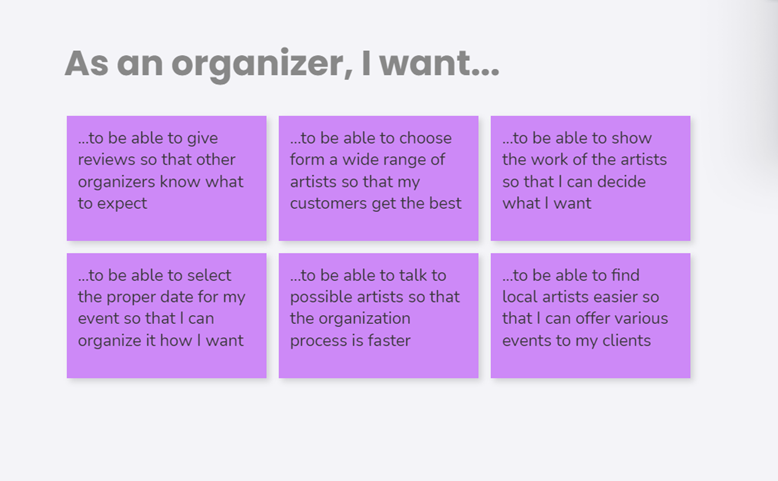 As an organizer, I want...
...to be able to give
reviews so that other
organizers know what
to expect
...to be able to choose
form a wide range of
artists so that my
customers get the best
...to be able to show
the work of the artists
so that I can decide
what I want
...to be able to select
the proper date for my
event so that I can
organize it how I want
...to be able to talk to
possible artists so that
the organization
process is faster
...to be able to find
local artists easier so
that I can offer various
events to my clients